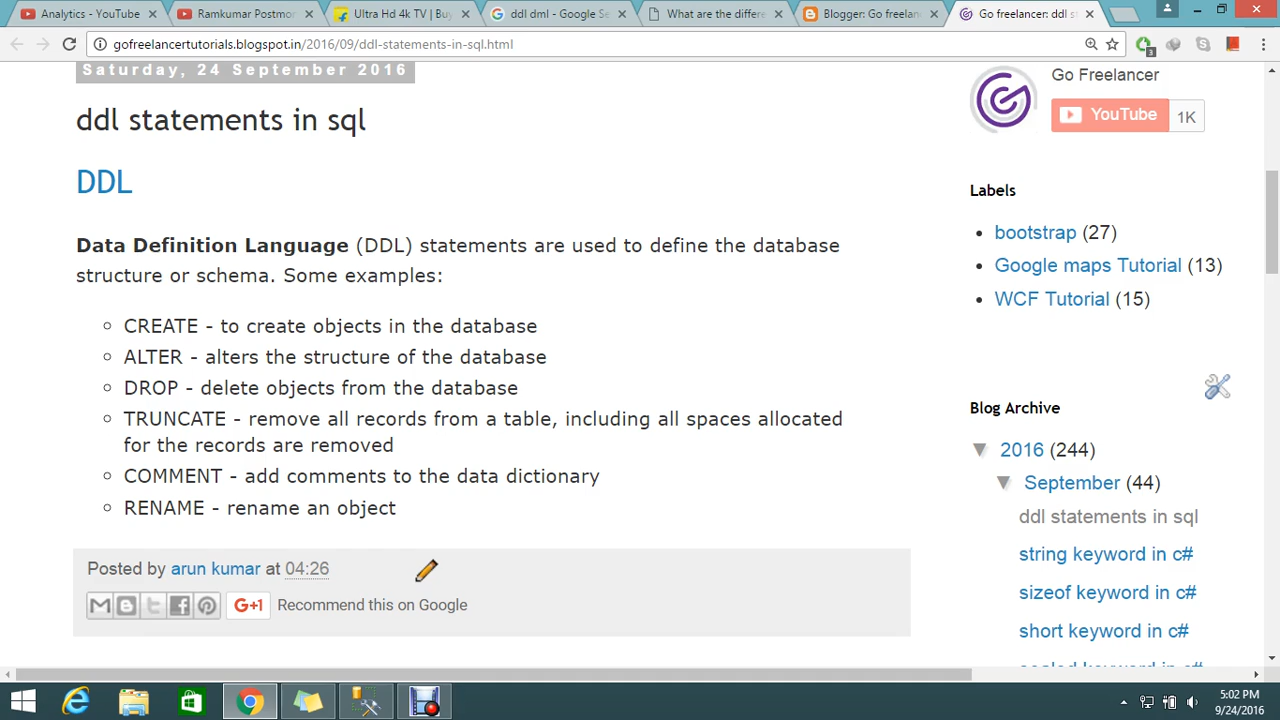 Analytics - YouTube
Ramkumar Postmo
Ultra Hd 4k TV | Buy
ddl dml - Google Se
What are the differe
Blogger: Go freelan
Go freelancer: ddl s
gofreelancertutorials.blogspot.in/2016/09/ddl-statements-in-sql.html
3
Saturday, 24 September 2016
ddl statements in sql
DDL
Data Definition Language (DDL) statements are used to define the database
structure or schema. Some examples:
CREATE - to create objects in the database
ALTER - alters the structure of the database
DROP - delete objects from the database
TRUNCATE - remove all records from a table, including all spaces allocated
for the records are removed
COMMENT - add comments to the data dictionary
RENAME - rename an object
Posted by arun kumar at 04:26
G+1 Recommend this on Google
Go Freelancer
YouTube 1K
Labels
bootstrap (27)
Google maps Tutorial (13)
WCF Tutorial (15)
Blog Archive
2016 (244)
September (44)
ddl statements in sql
string keyword in c#
sizeof keyword in c#
short keyword in c#
5:02 PM
9/24/2016